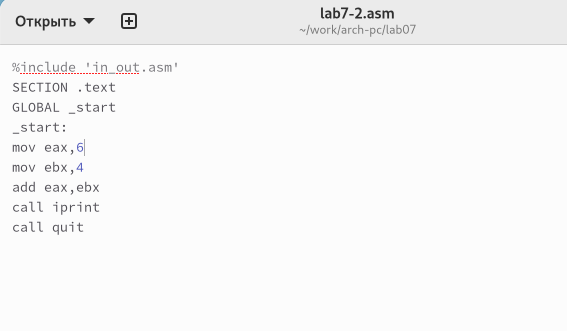 Открыть
lab7-2.asm
~/work/arch-pc/lab07
%include 'in_out.asm'
SECTION .text
GLOBAL _start
_start:
mov eax,6
mov ebx,4
add eax,ebx
call iprint
call quit